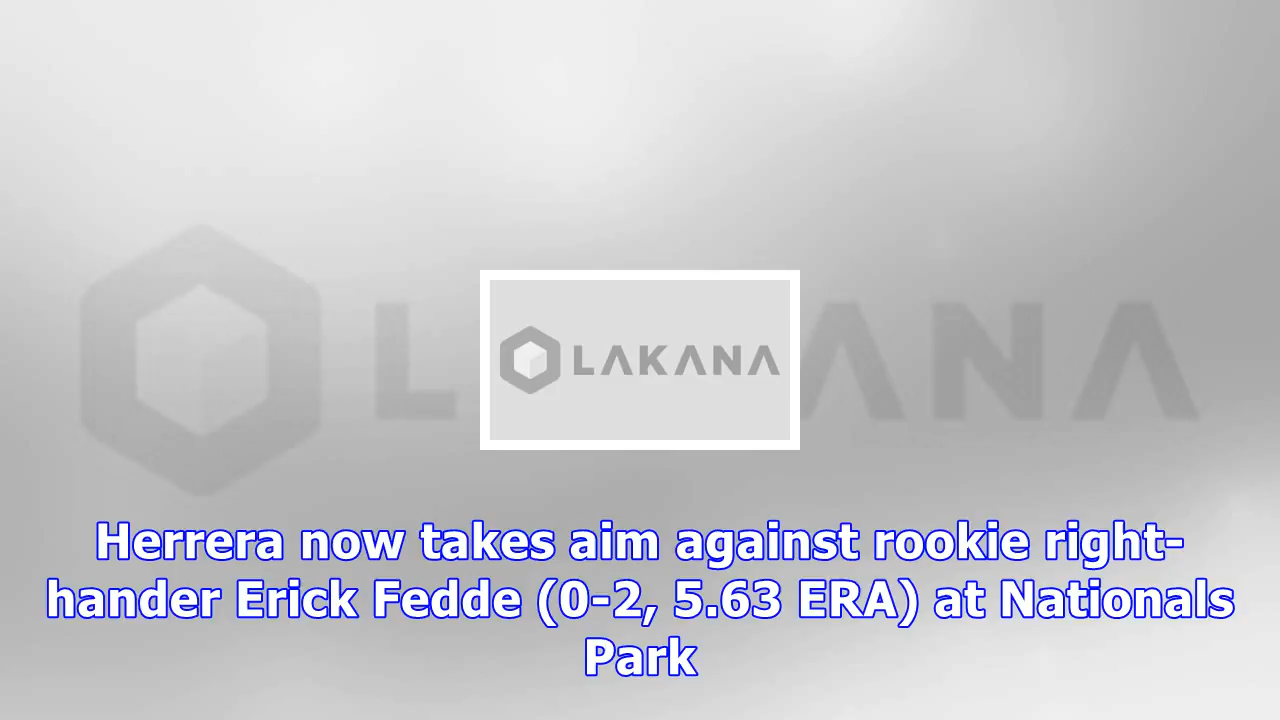 LAKANA
Herrera now takes aim against rookie right-
hander Erick Fedde (0-2, 5.63 ERA) at Nationals
Park